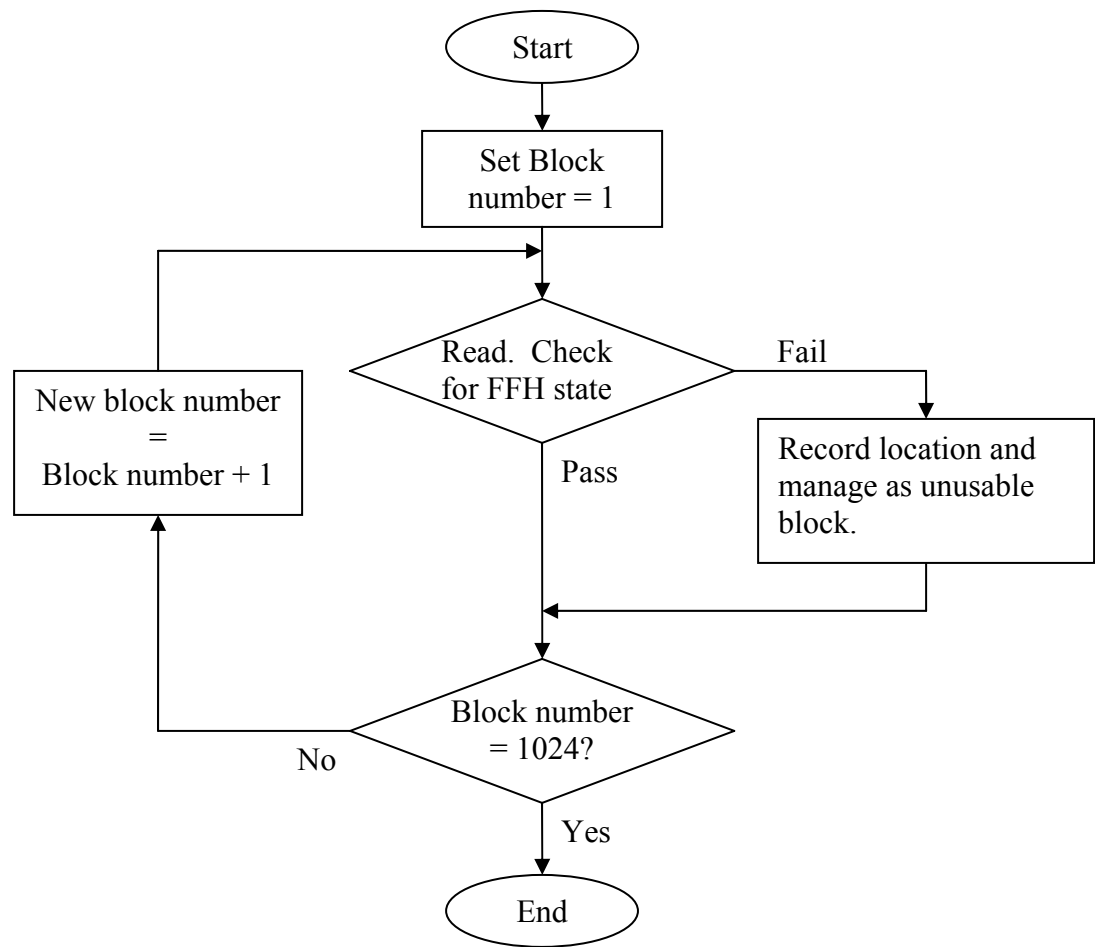 Start
Set Block
number = 1
Read.  Check
for FFH state
Fail
New block number
=
Block number + 1
Record location and
manage as unusable
block.
Pass
Block number
= 1024?
No
Yes
End